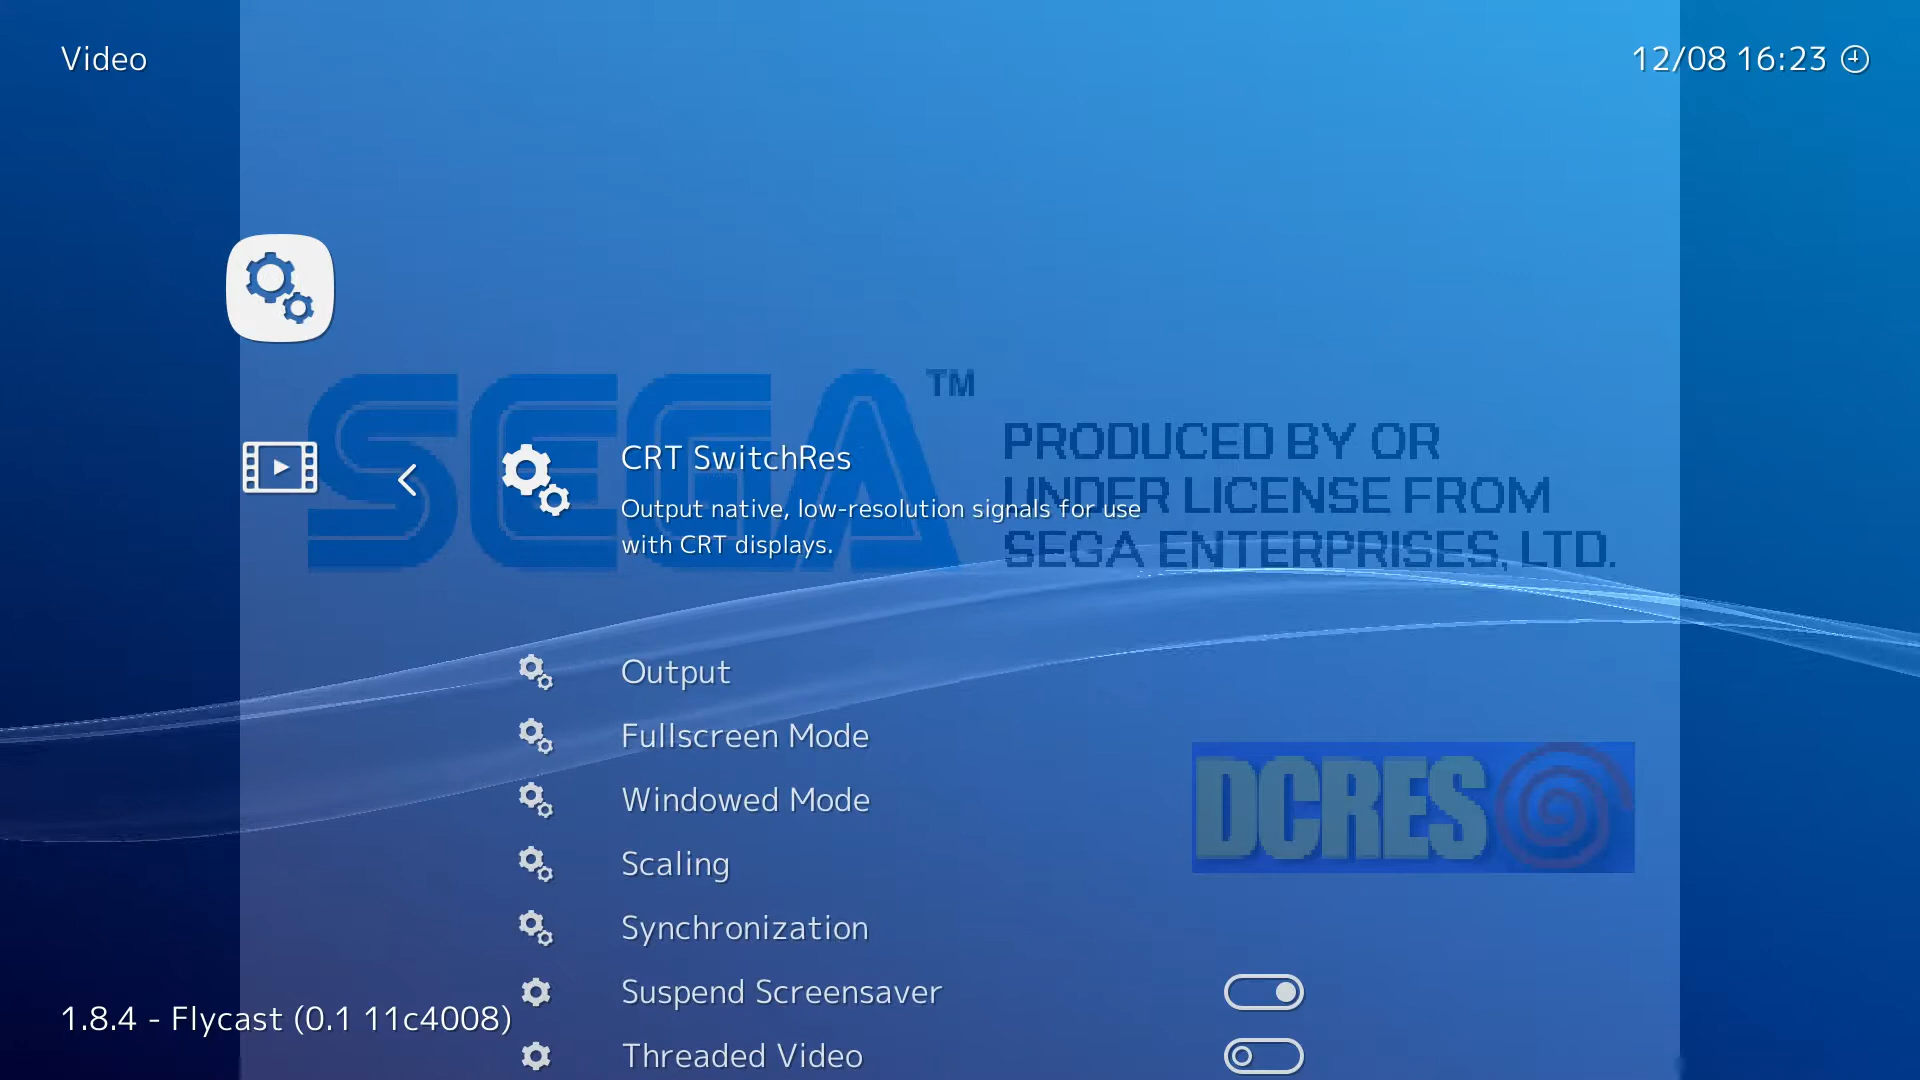 Video
12/08 16:23
SEGA™
PRODUCED BY OR
UNDER LICENSE FROM
SEGA ENTERPRISES, LTD.
CRT SwitchRes
Output native, low-resolution signals for use
with CRT displays.
Output
Fullscreen Mode
Windowed Mode
Scaling
DCRES
Synchronization
Suspend Screensaver
1.8.4 - Flycast (0.1 11c4008)
Threaded Video